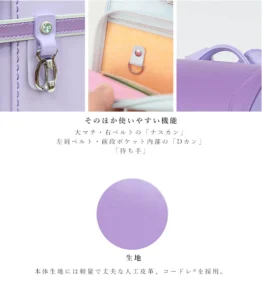 そのほか使いやすい機能
大マチ・右ベルトの「ナスカン」
左肩ベルト・前段ポケット内部の「Dカン」
「持ち手」
生地
本体生地には軽量で丈夫な人工皮革、コードレ®を採用。